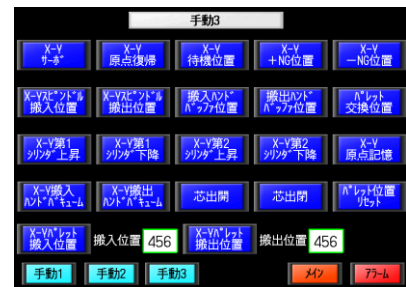 手動3
X-Y
サーボ
X-Y
原点復帰
X-Y
待機位置
X-Y
+NG位置
X-Y
-NG位置
X-Yスピンドル
搬入位置
X-Yスピンドル
搬出位置
搬入ハンド
バッファ位置
搬出ハンド
バッファ位置
パレット
交換位置
X-Y第1
シリンダ上昇
X-Y第1
シリンダ下降
X-Y第2
シリンダ上昇
X-Y第2
シリンダ下降
X-Y
原点記憶
X-Y搬入
ハンドバキューム
X-Y搬出
ハンドバキューム
芯出開
芯出閉
パレット位置
リセット
X-Yパレット
搬入位置
搬入位置 456
X-Yパレット
搬出位置
搬出位置 456
手動1 手動2 手動3 メイン アラーム